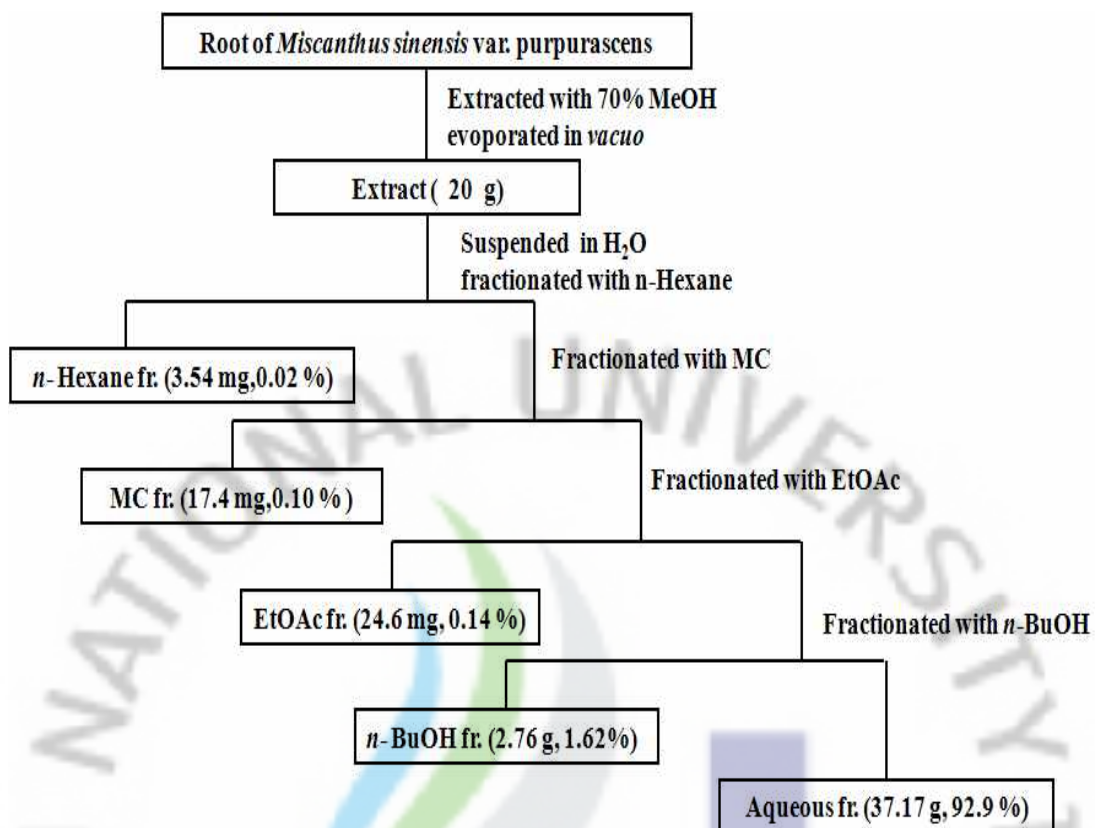 Root of Miscanthus sinensis var. purpurascens
Extracted with 70% MeOH
evoporated in vacuo
Extract ( 20 g)
Suspended in H₂O
fractionated with n-Hexane
n- Hexane fr. (3.54 mg,0.02 %)
Fractionated with MC
MC fr. (17.4 mg,0.10 %)
Fractionated with EtOAc
EtOAc fr. (24.6 mg, 0.14 %)
Fractionated with n-BuOH
n- BuOH fr. (2.76 g, 1.62%)
Aqueous fr. (37.17 g, 92.9 %)
NATIONAL UNIVERSITY